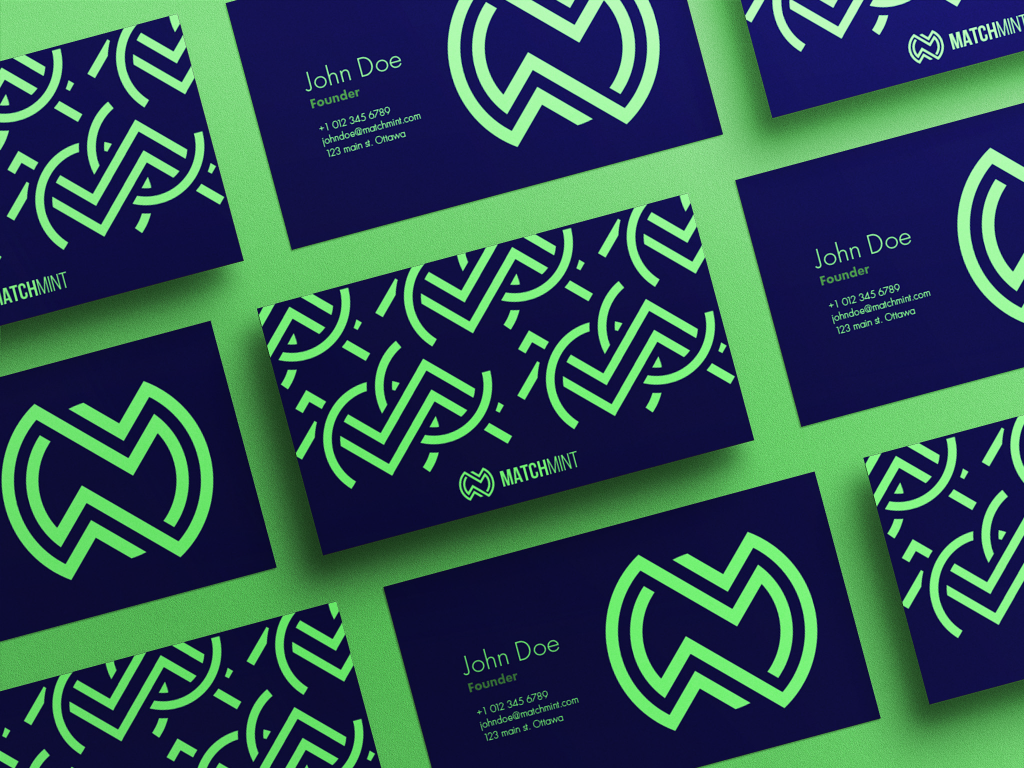 John Doe
Founder
+1 012 345 6789
johndoe@matchmint.com
123 main st. Ottawa
MATCHMINT
John Doe
Founder
+1 012 345 6789
johndoe@matchmint.com
123 main st. Ottawa
MATCHMINT
MATCHMINT
John Doe
Founder
+1 012 345 6789
johndoe@matchmint.com
123 main st. Ottawa